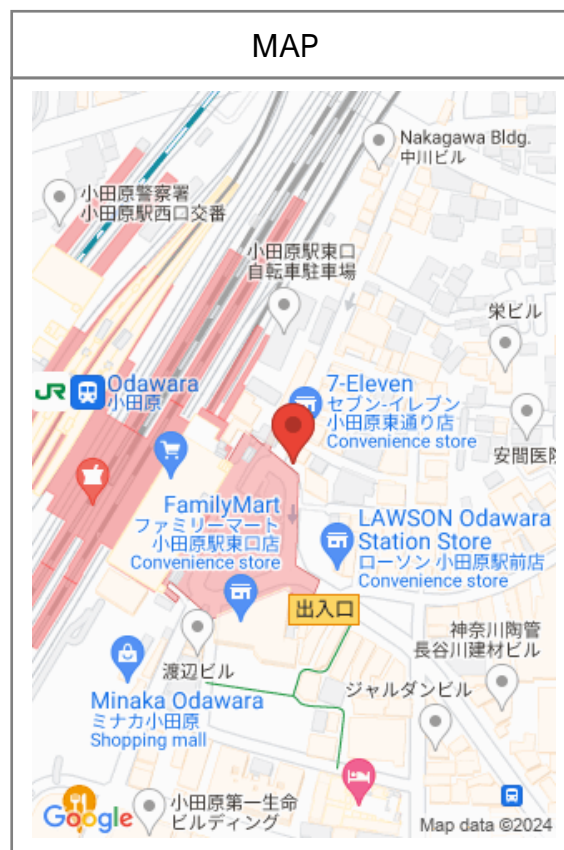 MAP
Nakagawa Bldg.
中川ビル
小田原警察署
小田原駅西口交番
小田原駅東口
自転車駐車場
栄ビル
JR
Odawara
小田原
7-Eleven
セブン-イレブン
小田原東通り店
Convenience store
安間医院
FamilyMart
ファミリーマート
小田原駅東口店
Convenience store
LAWSON Odawara
Station Store
ローソン 小田原駅前店
Convenience store
出入口
渡辺ビル
神奈川陶管
長谷川建材ビル
Minaka Odawara
ミナカ小田原
Shopping mall
ジャルダンビル
小田原第一生命
ビルディング
Google
Map data ©2024